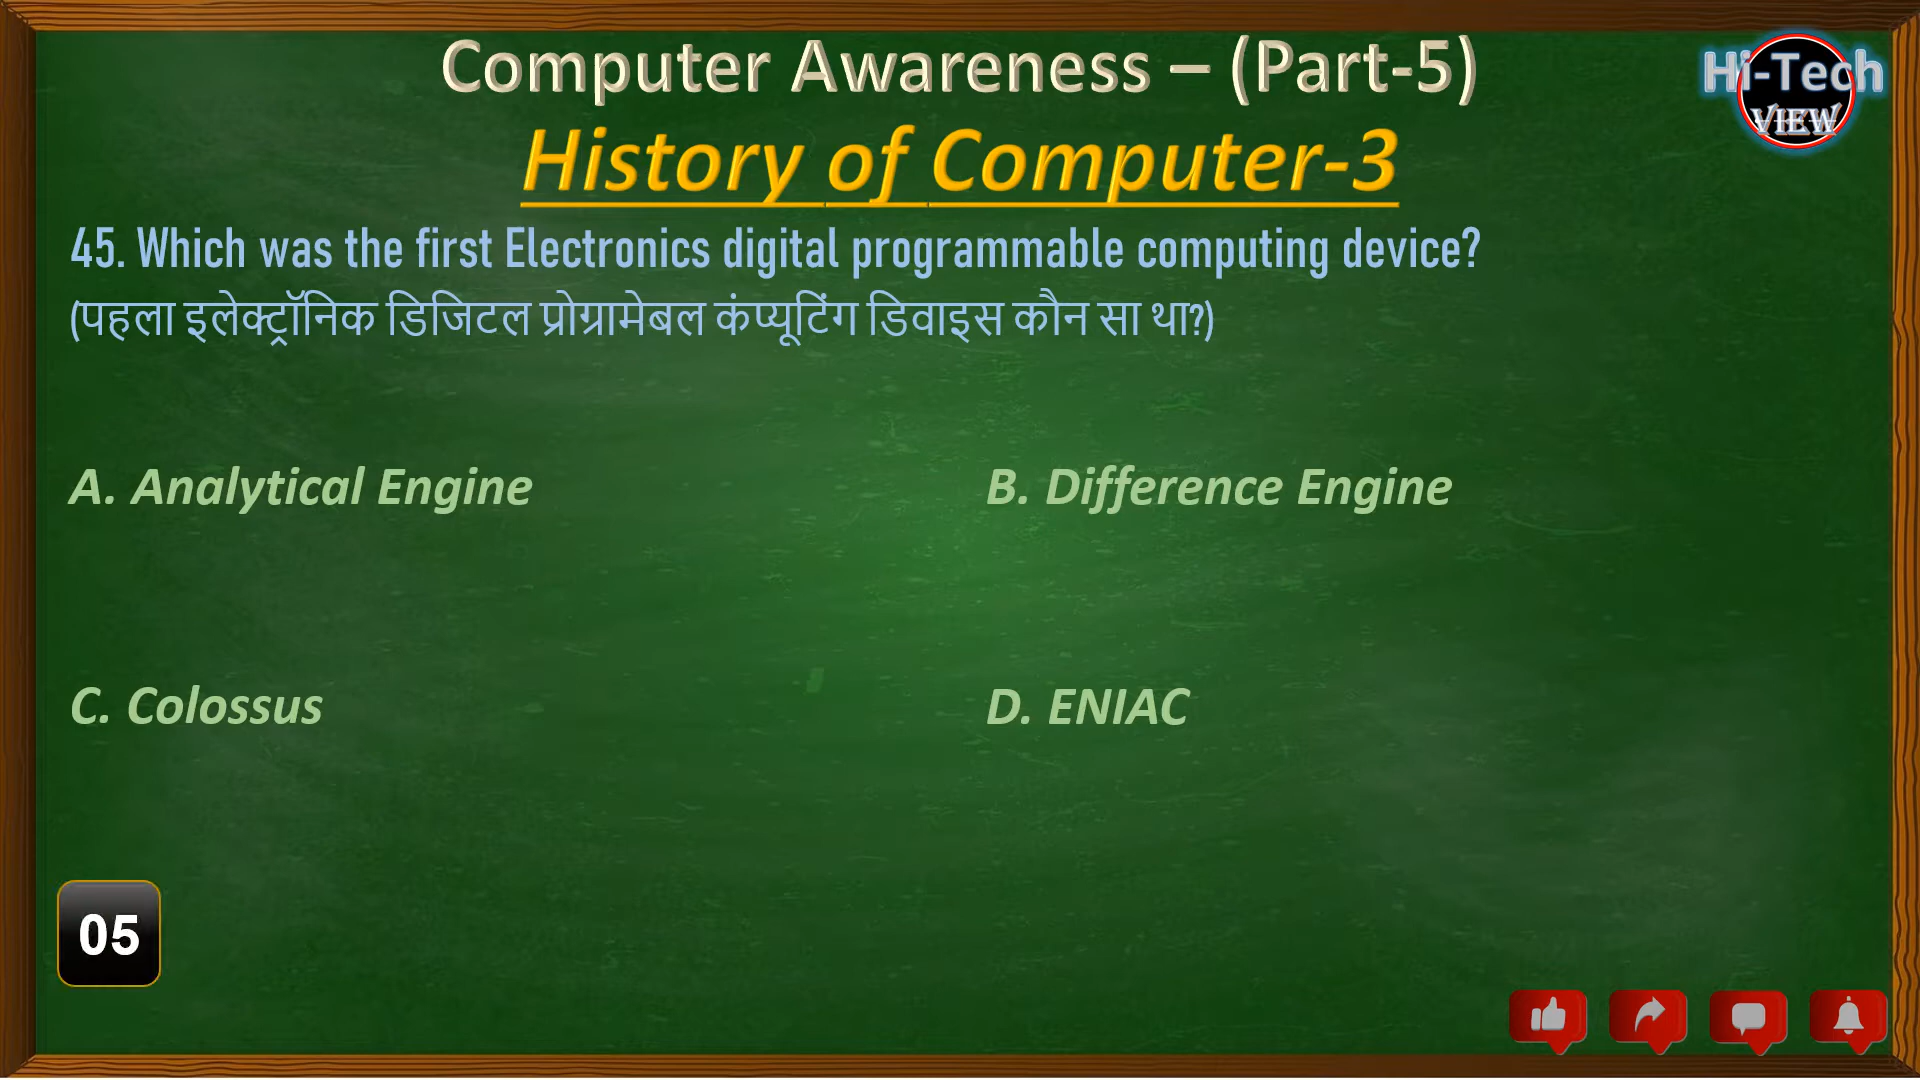 Computer Awareness – (Part-5)
Hi-Tech
VIEW
History of Computer-3
45. Which was the first Electronics digital programmable computing device?
(पहला इलेक्ट्रॉनिक डिजिटल प्रोग्रामेबल कंप्यूटिंग डिवाइस कौन सा था?)
A. Analytical Engine
B. Difference Engine
C. Colossus
D. ENIAC
05